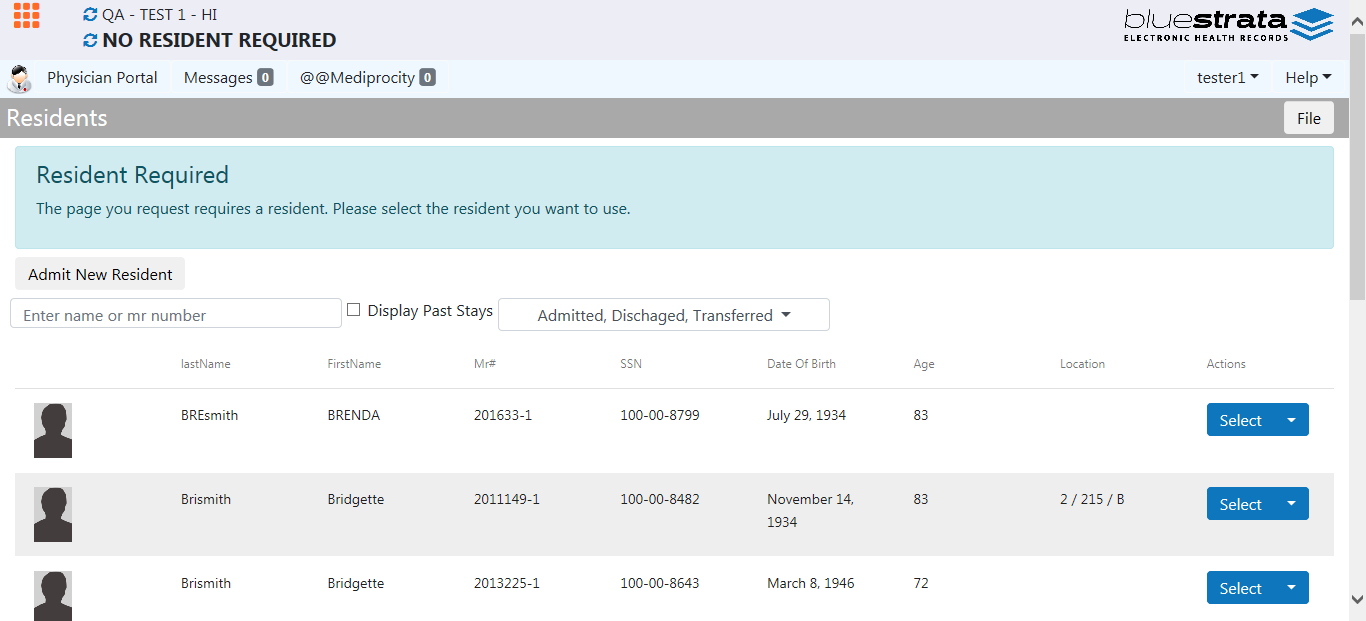 QA - TEST 1 - HI
NO RESIDENT REQUIRED
bluestrata
ELECTRONIC HEALTH RECORDS
Physician Portal Messages 0 @@Mediprocity 0 tester1 Help
Residents File
Resident Required
The page you request requires a resident. Please select the resident you want to use.
Admit New Resident
Enter name or mr number Display Past Stays Admitted, Dischaged, Transferred
lastName FirstName Mr# SSN Date Of Birth Age Location Actions
BREsmith BRENDA 201633-1 100-00-8799 July 29, 1934 83 Select
Brismith Bridgette 2011149-1 100-00-8482 November 14, 83 2 / 215 / B Select
1934
Brismith Bridgette 2013225-1 100-00-8643 March 8, 1946 72 Select